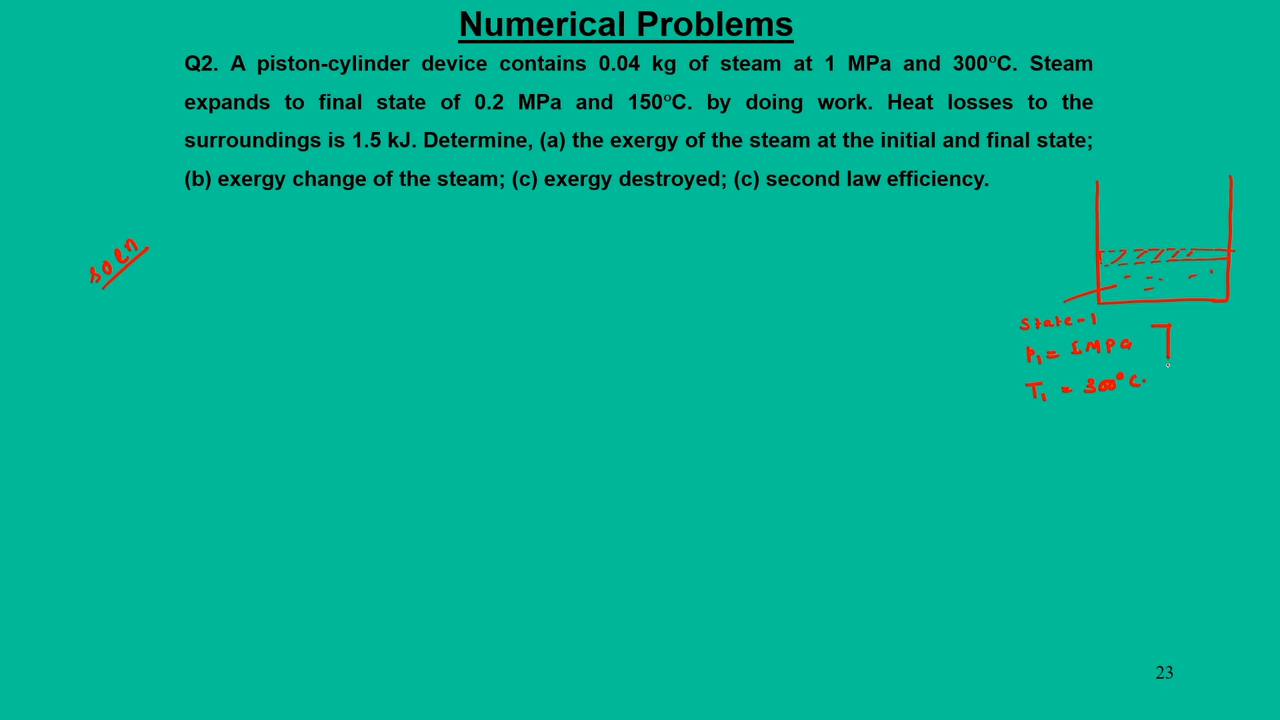 Numerical Problems
Q2. A piston-cylinder device contains 0.04 kg of steam at 1 MPa and 300°C. Steam
expands to final state of 0.2 MPa and 150°C. by doing work. Heat losses to the
surroundings is 1.5 kJ. Determine, (a) the exergy of the steam at the initial and final state;
(b) exergy change of the steam; (c) exergy destroyed; (c) second law efficiency.
Soln
State-1
P₁ = 1MPa
T₁ = 300°C.
23